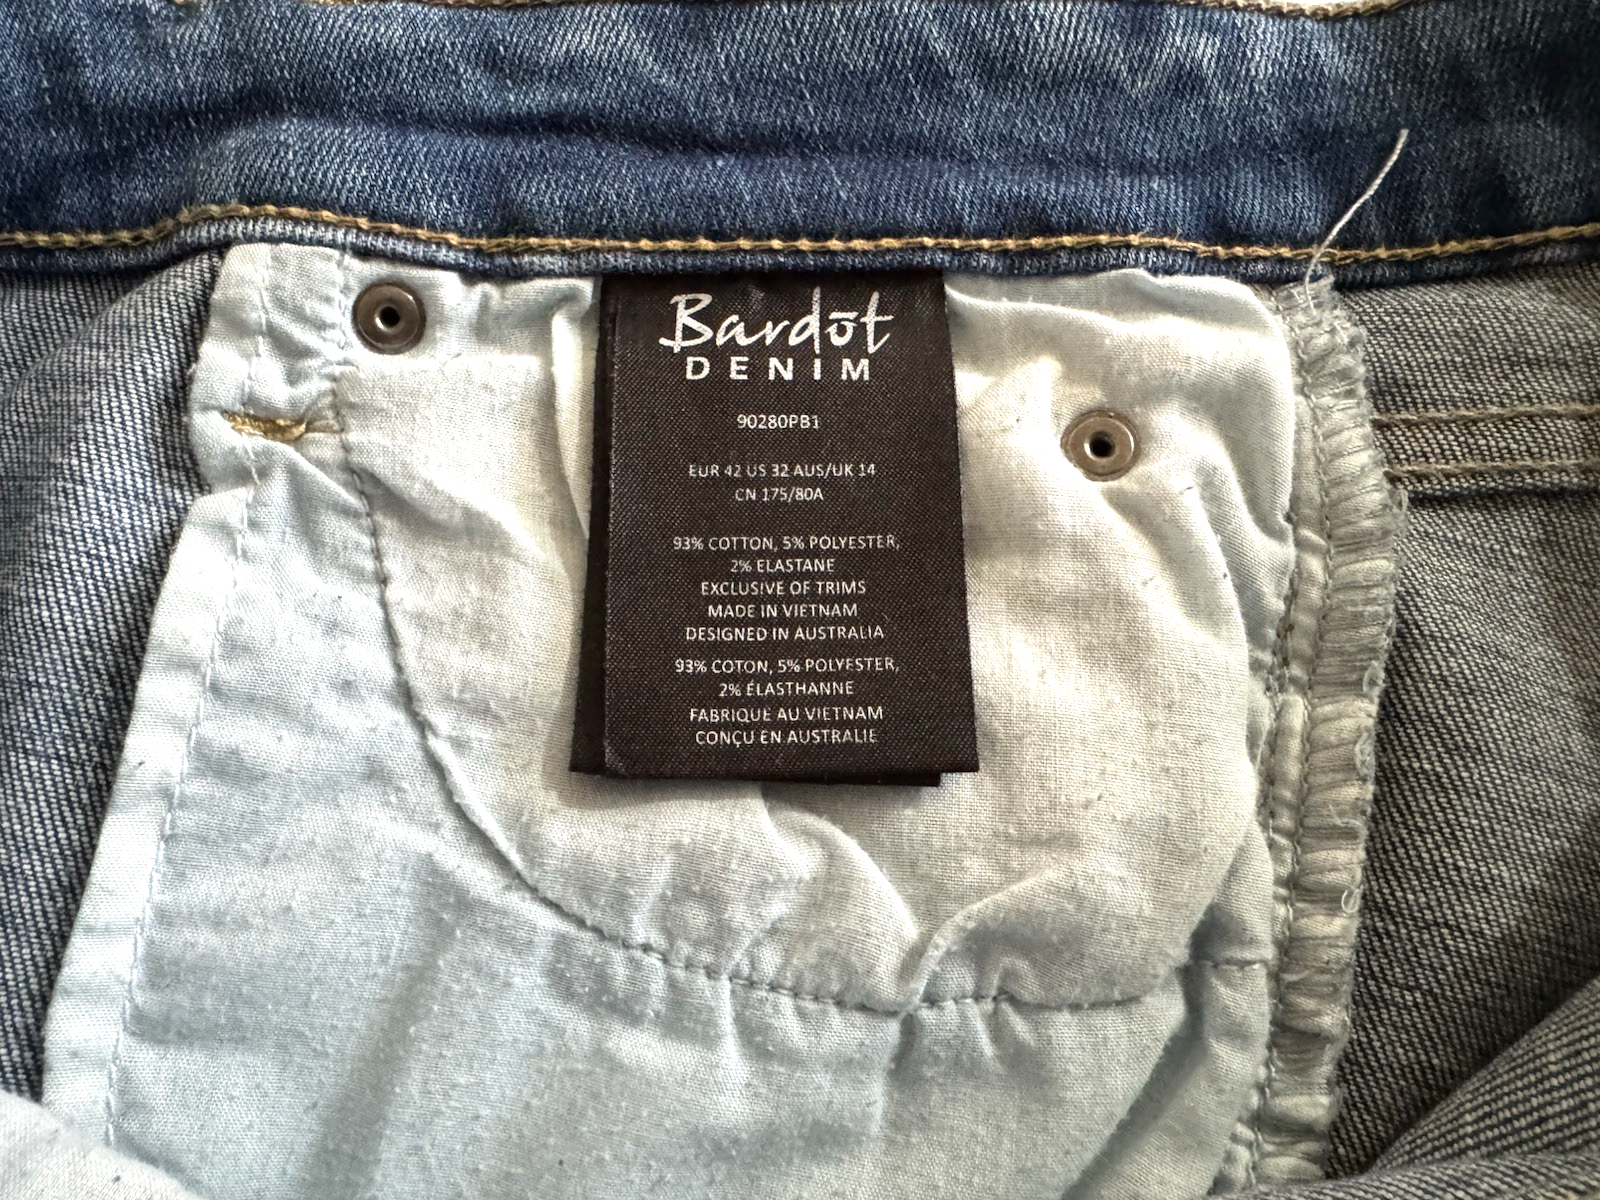 Bardōt
DENIM
90280PB1
EUR 42 US 32 AUS/UK 14
CN 175/80A
93% COTTON, 5% POLYESTER,
2% ELASTANE
EXCLUSIVE OF TRIMS
MADE IN VIETNAM
DESIGNED IN AUSTRALIA
93% COTON, 5% POLYESTER,
2% ÉLASTHANNE
FABRIQUE AU VIETNAM
CONÇU EN AUSTRALIE